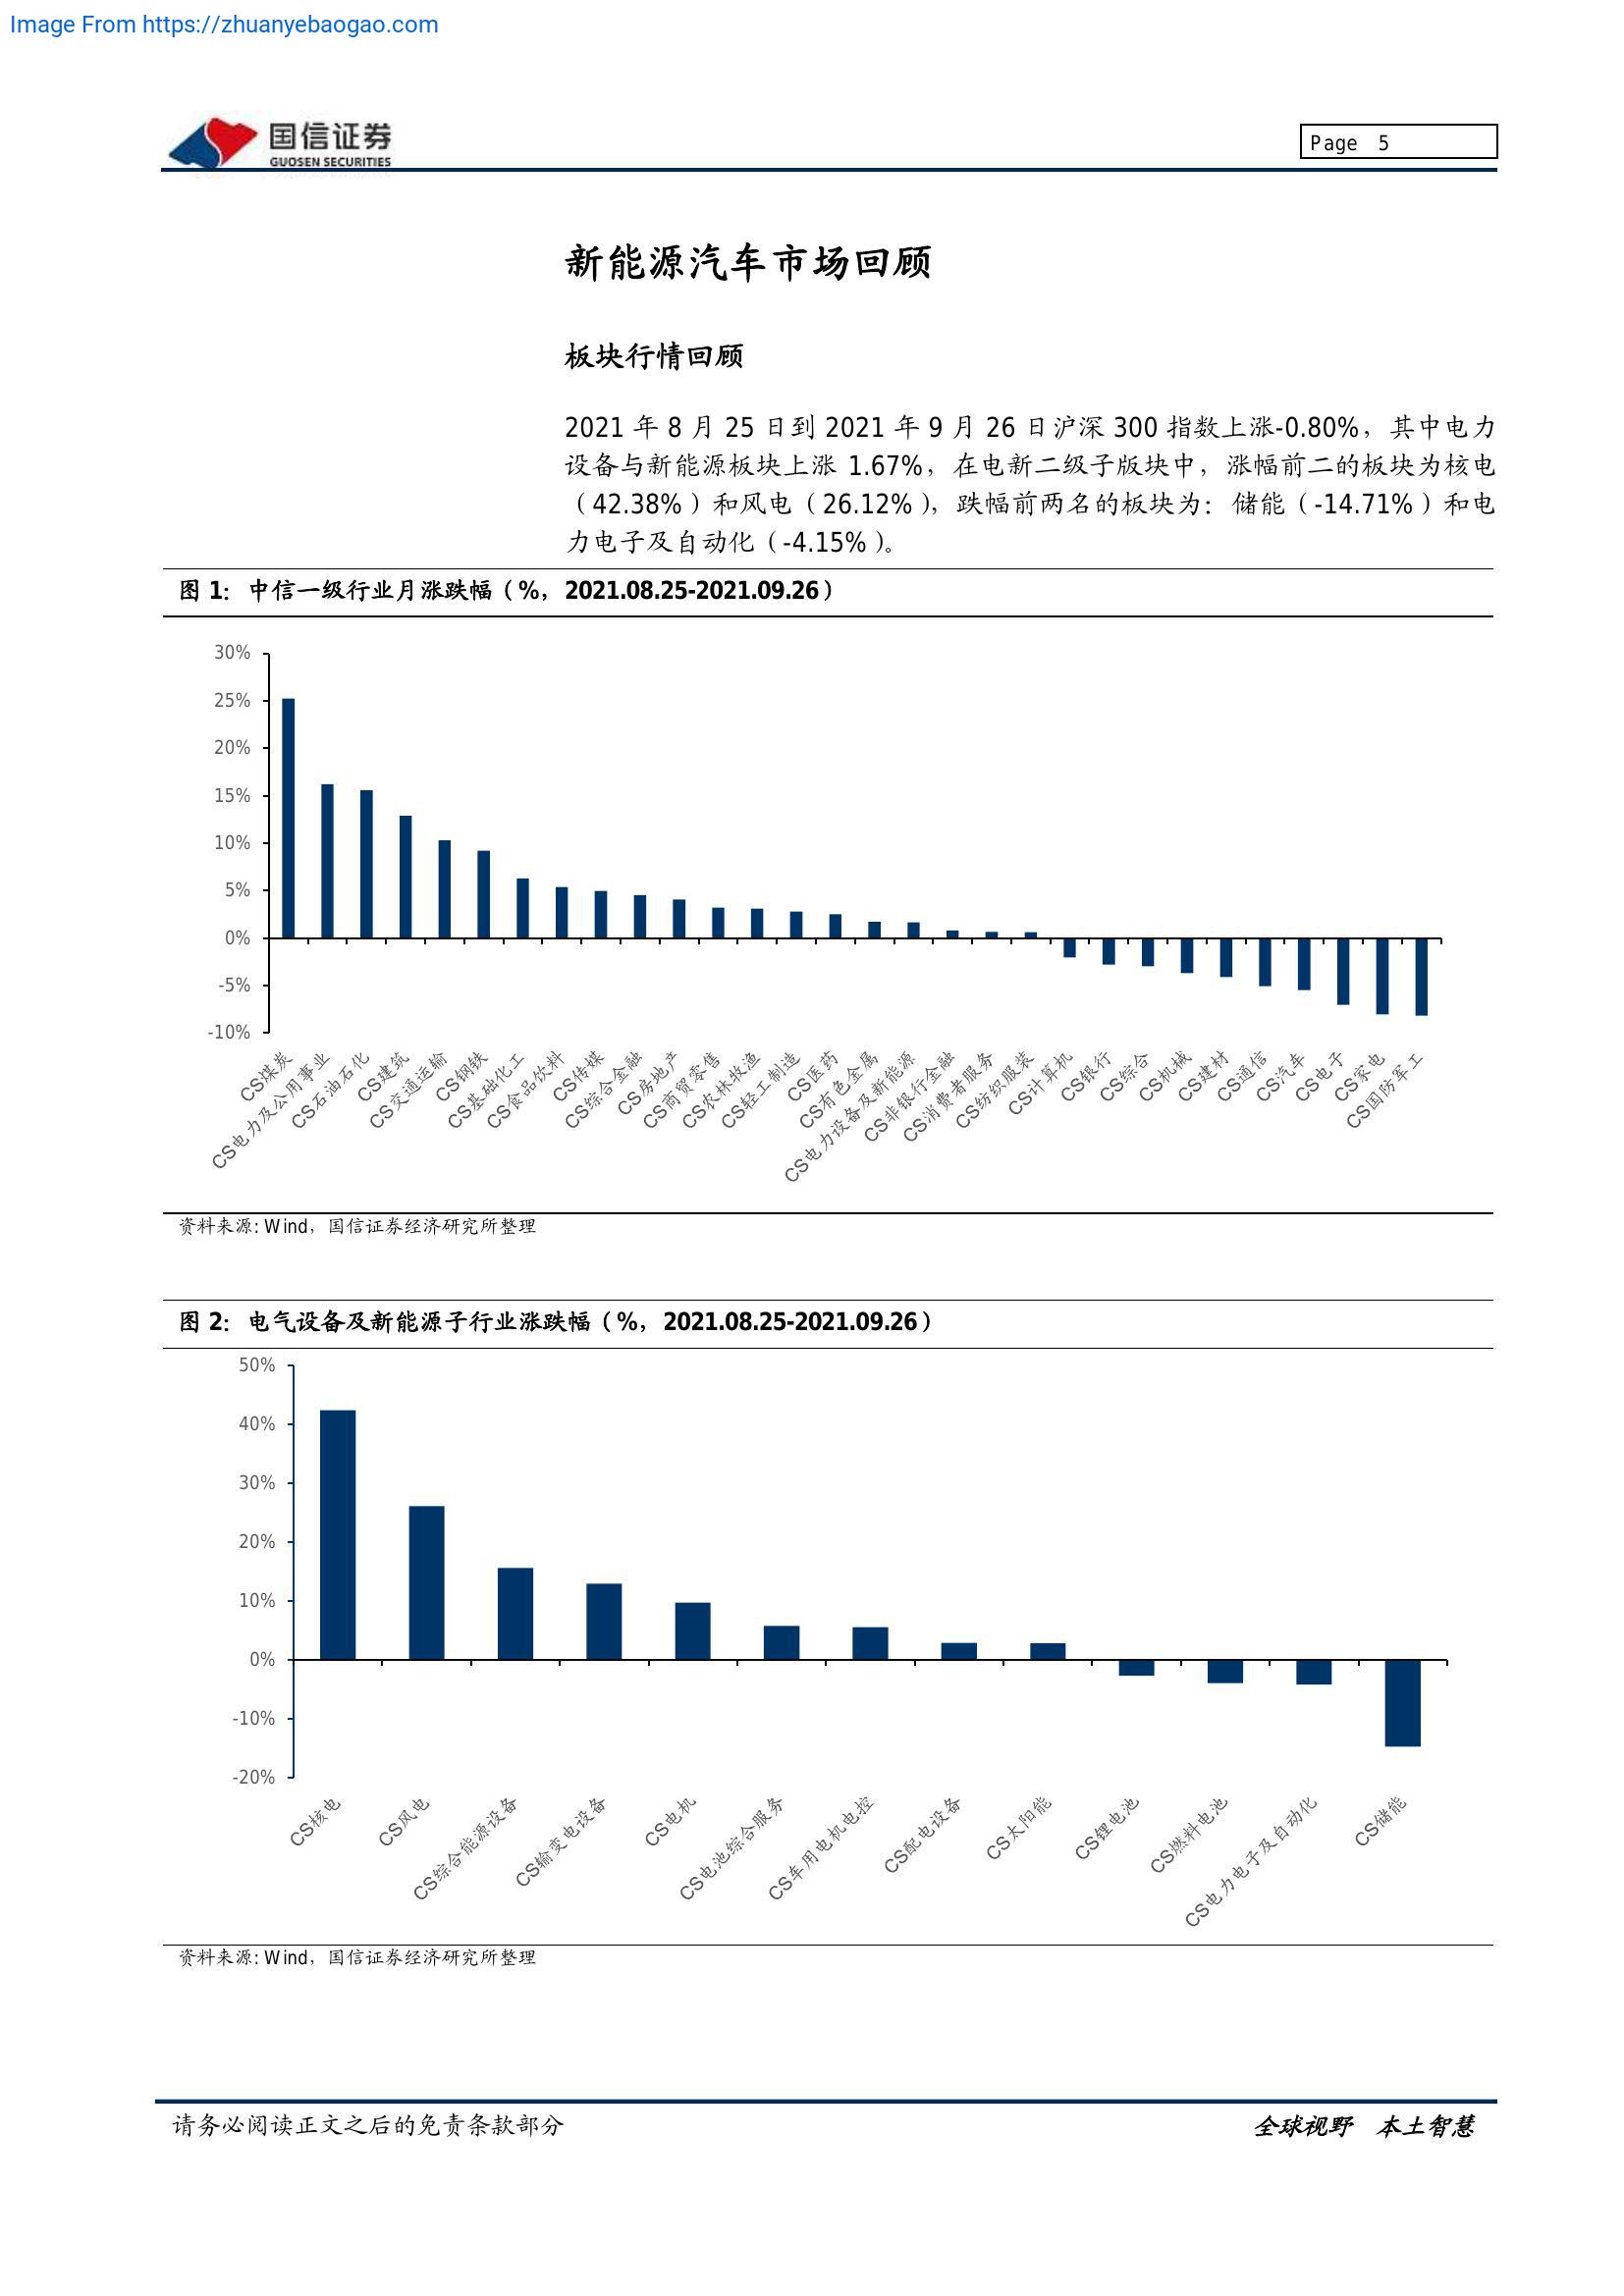 Image From https://zhuanyebaogao.com
国信证券
GUOSEN SECURITIES
Page 5
新能源汽车市场回顾
板块行情回顾
2021 年 8 月 25 日到 2021 年 9 月 26 日沪深 300 指数上涨-0.80%，其中电力
设备与新能源板块上涨 1.67%，在电新二级子版块中，涨幅前二的板块为核电
（42.38%）和风电（26.12%），跌幅前两名的板块为：储能（-14.71%）和电
力电子及自动化（-4.15%）。
图 1：中信一级行业月涨跌幅（%，2021.08.25-2021.09.26）
30%
25%
20%
15%
10%
5%
0%
-5%
-10%
CS煤炭
CS电力及公用事业
CS石油石化
CS建筑
CS交通运输
CS钢铁
CS基础化工
CS食品饮料
CS传媒
CS综合金融
CS房地产
CS商贸零售
CS农林牧渔
CS轻工制造
CS医药
CS有色金属
CS电力设备及新能源
CS非银行金融
CS消费者服务
CS纺织服装
CS计算机
CS银行
CS综合
CS机械
CS建材
CS通信
CS汽车
CS电子
CS家电
CS国防军工
资料来源: Wind，国信证券经济研究所整理
图 2：电气设备及新能源子行业涨跌幅（%，2021.08.25-2021.09.26）
50%
40%
30%
20%
10%
0%
-10%
-20%
CS核电
CS风电
CS综合能源设备
CS输变电设备
CS电机
CS电池综合服务
CS车用电机电控
CS配电设备
CS太阳能
CS锂电池
CS燃料电池
CS电力电子及自动化
CS储能
资料来源: Wind，国信证券经济研究所整理
请务必阅读正文之后的免责条款部分
全球视野 本土智慧